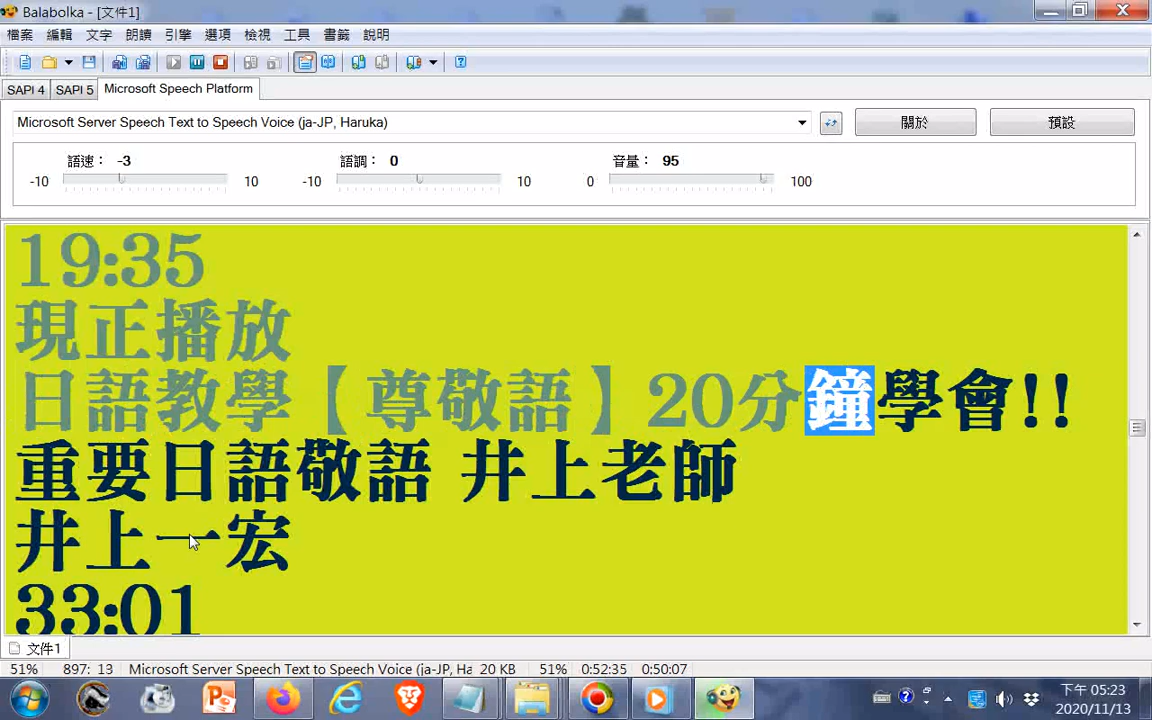 Balabolka - [文件1]
檔案 編輯 文字 朗讀 引擎 選項 檢視 工具 書籤 說明
SAPI 4 SAPI 5 Microsoft Speech Platform
Microsoft Server Speech Text to Speech Voice (ja-JP, Haruka) 關於 預設
語速： -3 語調： 0 音量： 95
-10 10 -10 10 0 100
19:35
現正播放
日語教學【尊敬語】20分鐘學會!!
重要日語敬語 井上老師
井上一宏
33:01
文件1
51% 897: 13 Microsoft Server Speech Text to Speech Voice (ja-JP, Ha 20 KB 51% 0:52:35 0:50:07
下午 05:23
2020/11/13